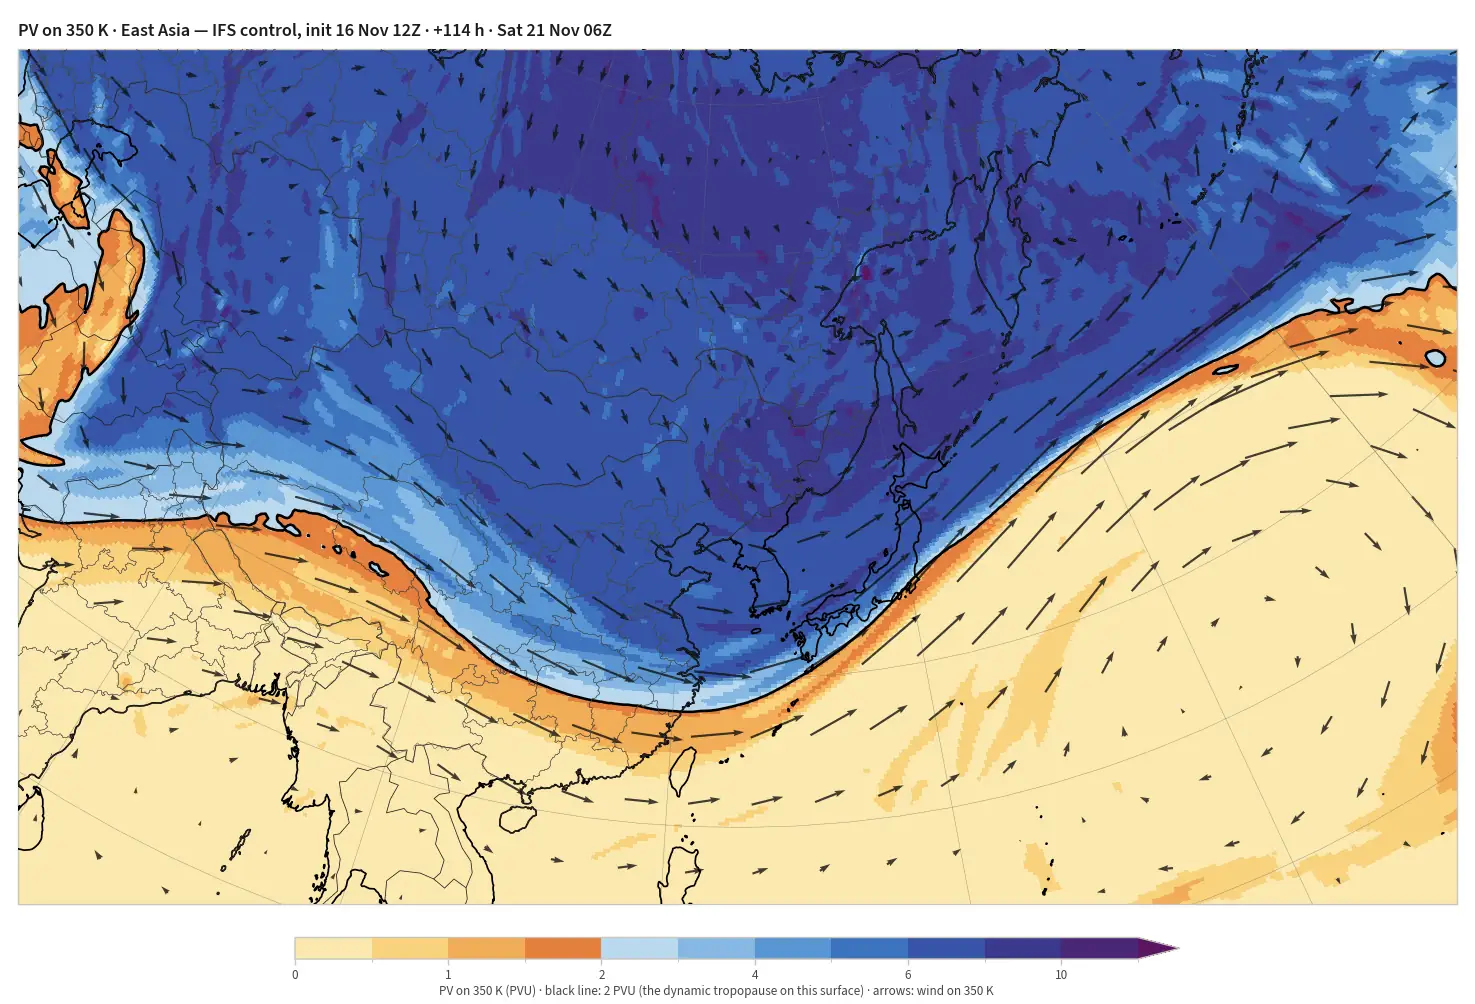 PV on 350 K · East Asia — IFS control, init 16 Nov 12Z · +114 h · Sat 21 Nov 06Z
0 1 2 4 6 10
PV on 350 K (PVU) · black line: 2 PVU (the dynamic tropopause on this surface) · arrows: wind on 350 K